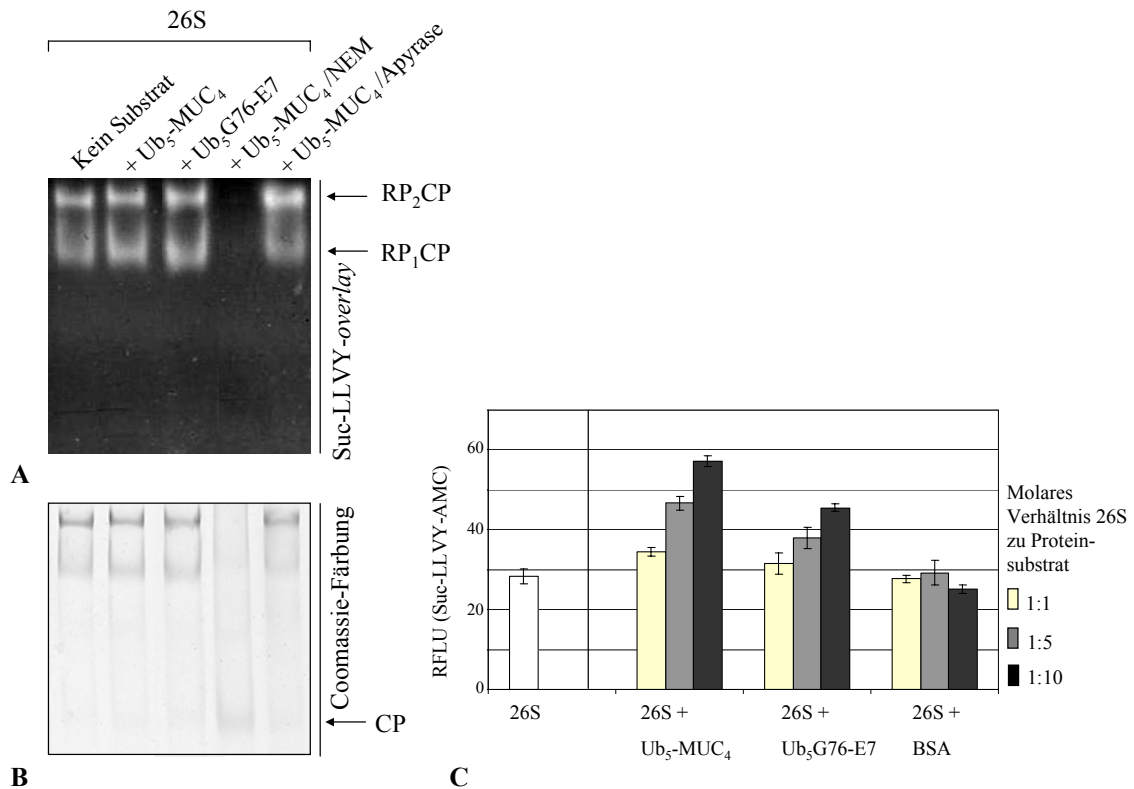 26S
Kein Substrat
+ Ub₅-MUC₄
+ Ub₅G76-E7
+ Ub₅-MUC₄/NEM
+ Ub₅-MUC₄/Apyrase
RP₂CP
RP₁CP
Suc-LLVY-overlay
A
Coomassie-Färbung
CP
B
RFLU (Suc-LLVY-AMC)
60
40
20
0
26S
26S +
Ub₅-MUC₄
26S +
Ub₅G76-E7
26S +
BSA
Molares
Verhältnis 26S
zu Protein-
substrat
1:1
1:5
1:10
C